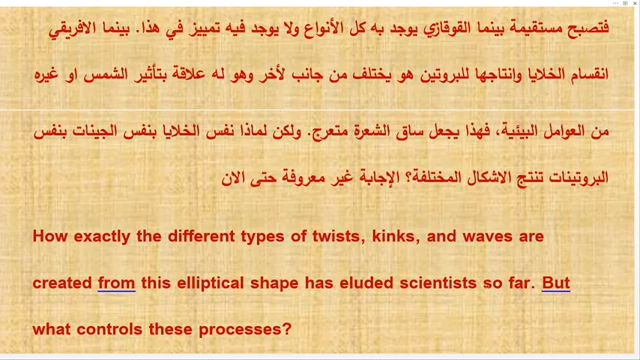 فتصبح مستقيمة بينما القوقازي يوجد به كل الأنواع ولا يوجد فيه تمييز في هذا. بينما الافريقي
انقسام الخلايا وانتاجها للبروتين هو يختلف من جانب لأخر وهو له علاقة بتأثير الشمس او غيره
من العوامل البيئية، فهذا يجعل ساق الشعرة متعرج. ولكن لماذا نفس الخلايا بنفس الجينات بنفس
البروتينات تنتج الاشكال المختلفة؟ الإجابة غير معروفة حتى الان
How exactly the different types of twists, kinks, and waves are
created from this elliptical shape has eluded scientists so far. But
what controls these processes?